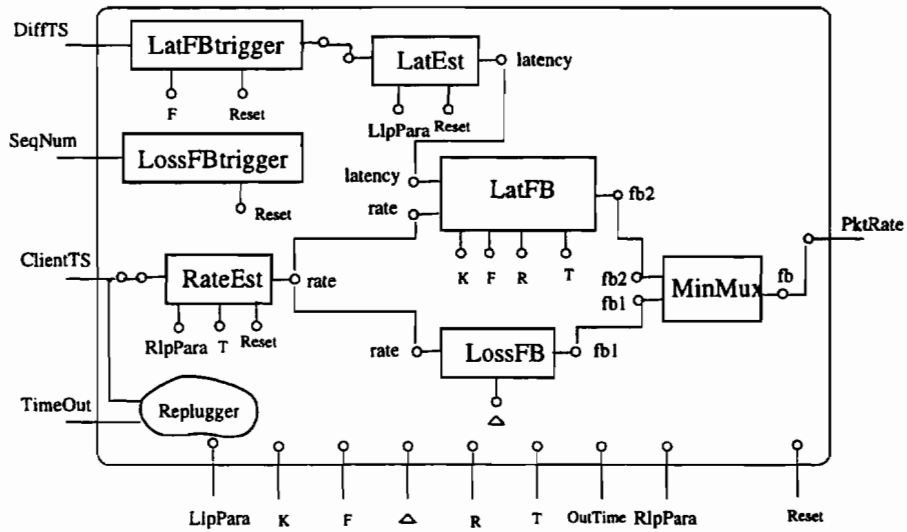 DiffTS
LatFBtrigger
LatEst
latency
F
Reset
LlpPara
Reset
SeqNum
LossFBtrigger
Reset
latency
LatFB
rate
fb2
PktRate
K
F
R
T
ClientTS
RateEst
rate
fb2
fb1
MinMux
fb
RlpPara
T
Reset
rate
LossFB
fb1
△
TimeOut
Replugger
LlpPara
K
F
△
R
T
OutTime
RlpPara
Reset